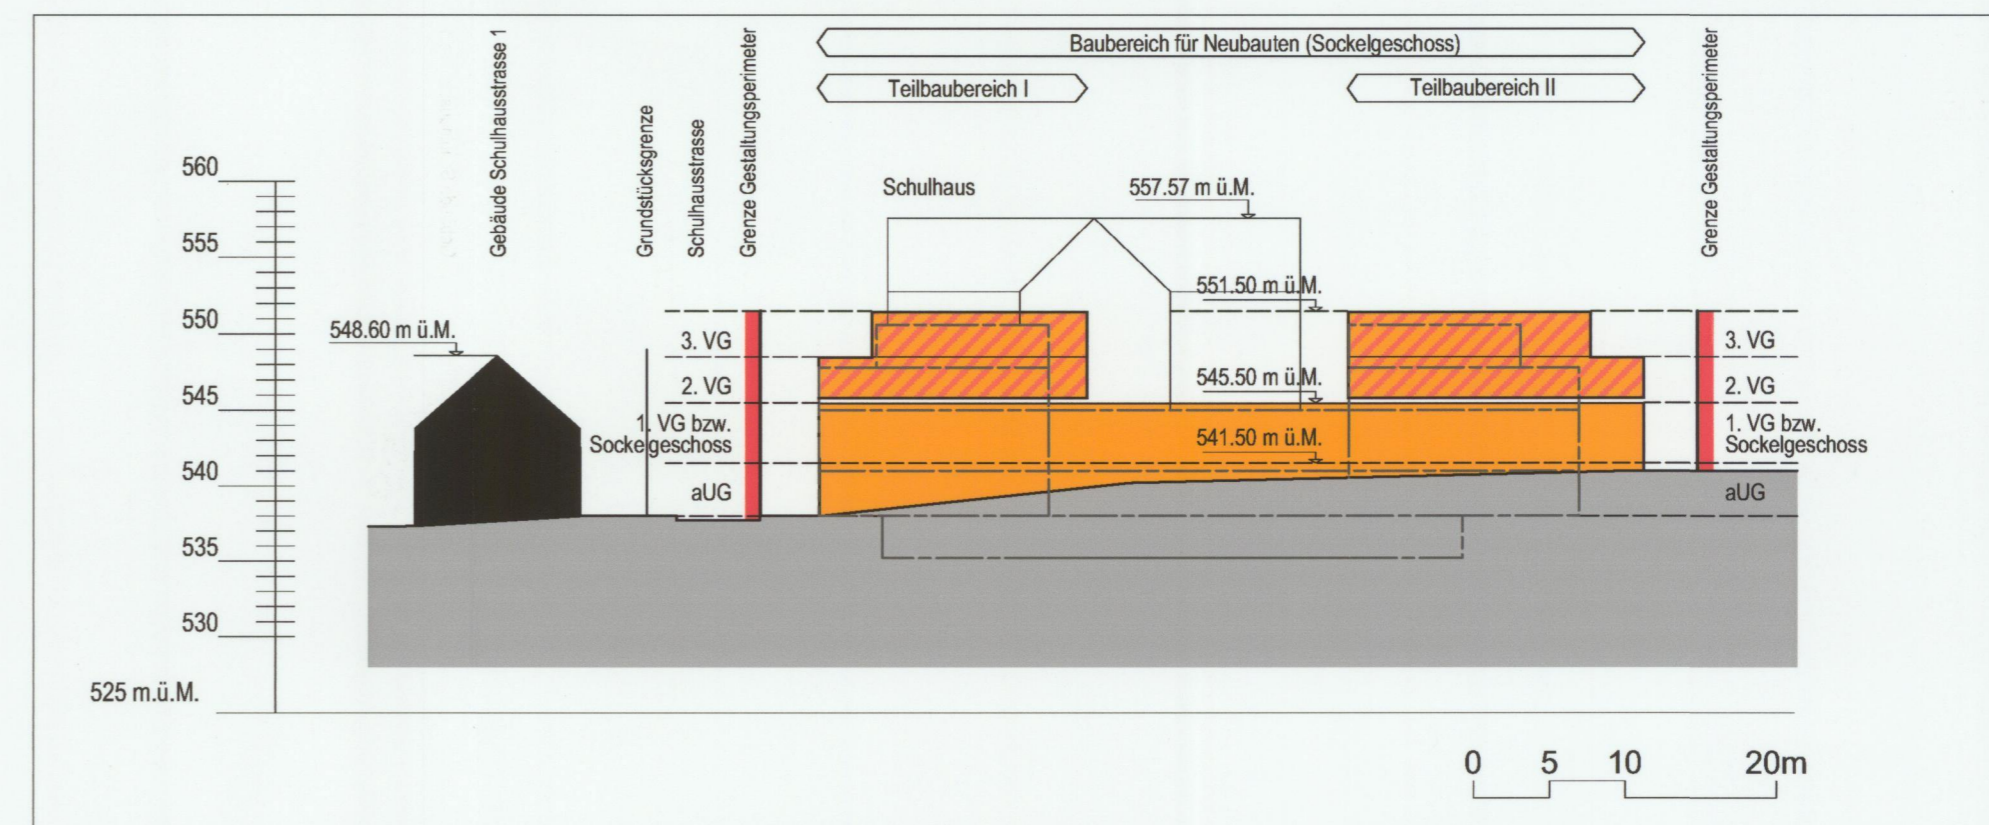 Baubereich für Neubauten (Sockelgeschoss)
Teilbaubereich I
Teilbaubereich II
Gebäude Schulhausstrasse 1
Grundstücksgrenze
Schulhausstrasse
Grenze Gestaltungsperimeter
Grenze Gestaltungsperimeter
560
555
550
545
540
535
530
525 m.ü.M.
548.60 m ü.M.
Schulhaus
557.57 m ü.M.
551.50 m ü.M.
545.50 m ü.M.
541.50 m ü.M.
3. VG
2. VG
1. VG bzw.
Sockelgeschoss
aUG
3. VG
2. VG
1. VG bzw.
Sockelgeschoss
aUG
0 5 10 20m